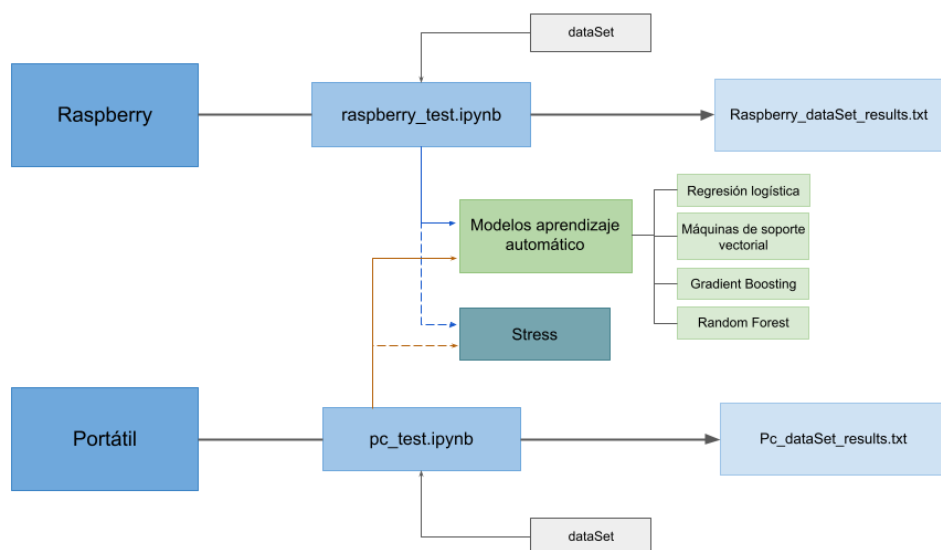 dataSet
Raspberry
raspberry_test.ipynb
Raspberry_dataSet_results.txt
Modelos aprendizaje
automático
Regresión logística
Máquinas de soporte
vectorial
Gradient Boosting
Random Forest
Stress
Portátil
pc_test.ipynb
Pc_dataSet_results.txt
dataSet